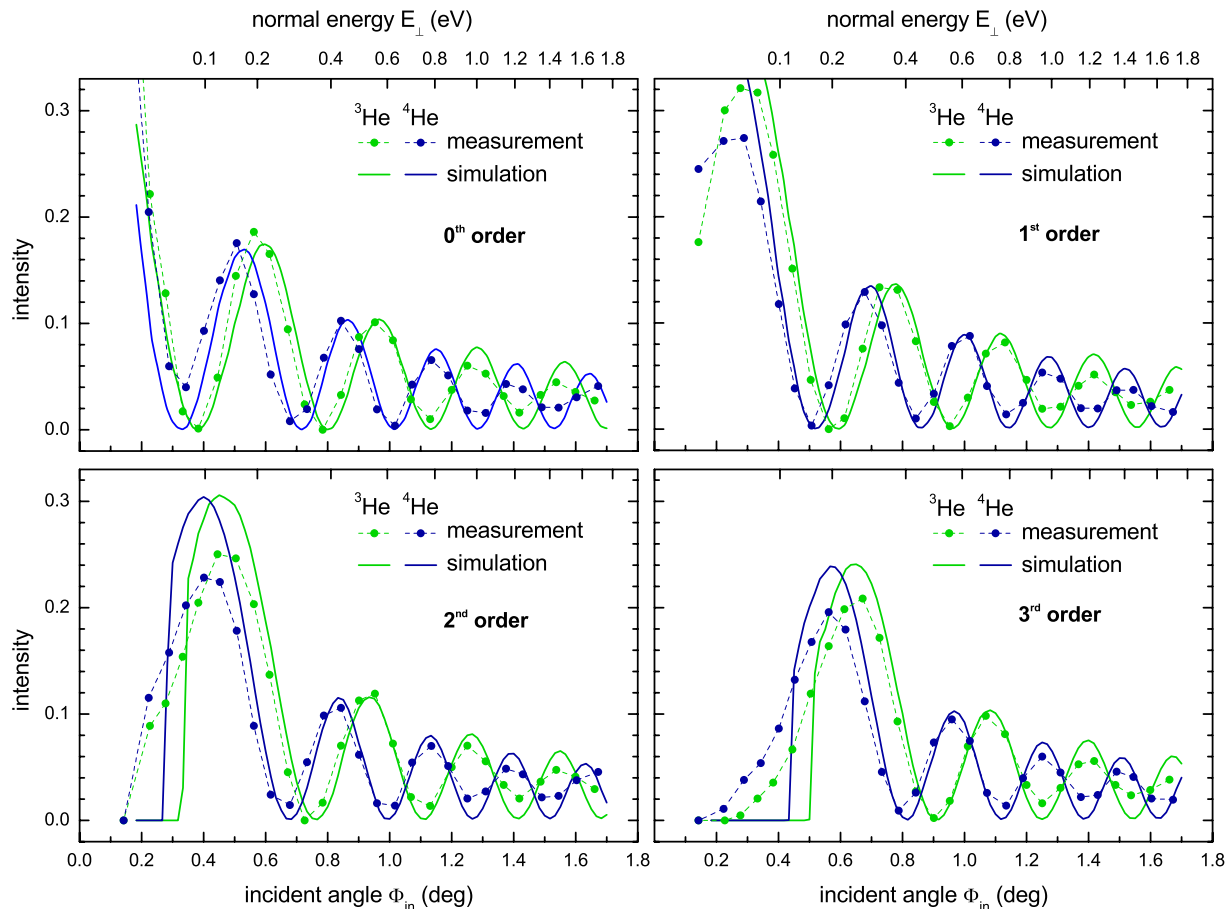 normal energy E⊥ (eV)
normal energy E⊥ (eV)
0.1 0.2 0.4 0.6 0.8 1.0 1.2 1.4 1.6 1.8
0.1 0.2 0.4 0.6 0.8 1.0 1.2 1.4 1.6 1.8
intensity
0.3
0.2
0.1
0.0
³He ⁴He
measurement
simulation
0th order
³He ⁴He
measurement
simulation
1st order
intensity
0.3
0.2
0.1
0.0
³He ⁴He
measurement
simulation
2nd order
³He ⁴He
measurement
simulation
3rd order
0.0 0.2 0.4 0.6 0.8 1.0 1.2 1.4 1.6 1.8
0.2 0.4 0.6 0.8 1.0 1.2 1.4 1.6 1.8
incident angle Φin (deg)
incident angle Φin (deg)